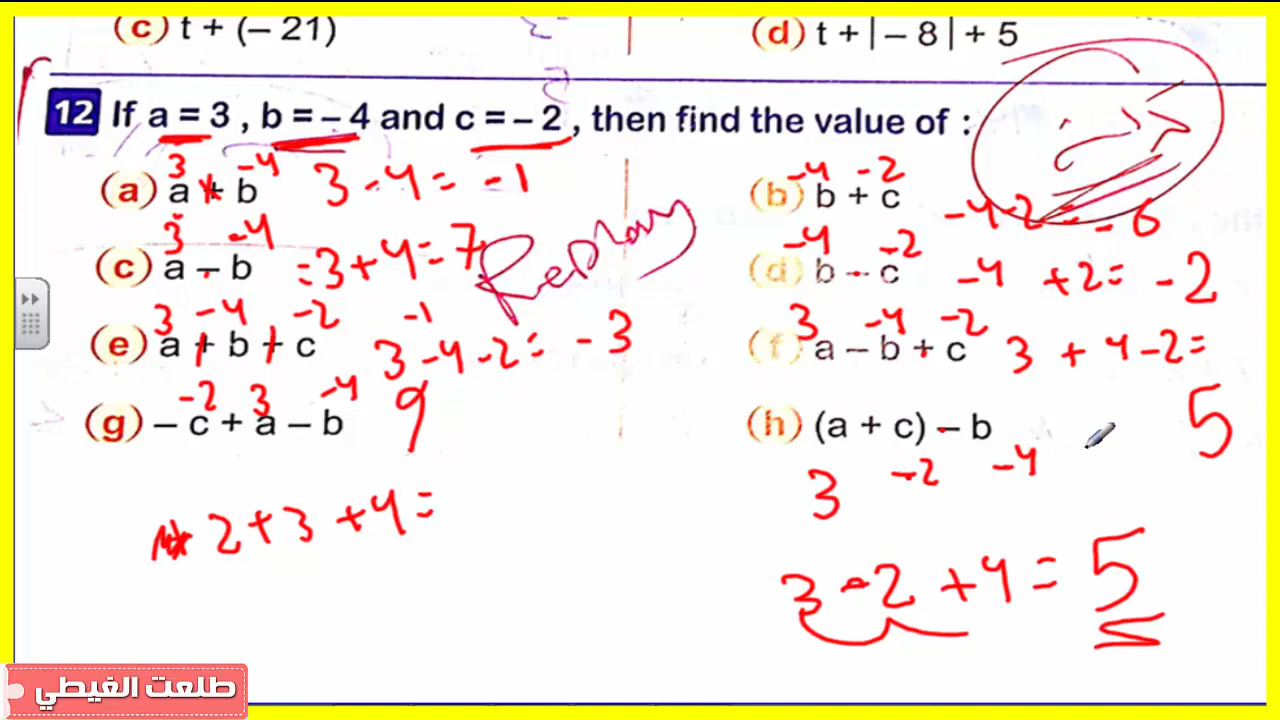 (c) t + (– 21)
(d) t + | – 8 | + 5
12 If a = 3 , b = – 4 and c = – 2 , then find the value of :
3 -4
(a) a + b 3 - 4 = -1
-4 -2
(b) b + c -4 - 2 = - 6
3 -4
(c) a – b = 3 + 4 = 7
-4 -2
(d) b – c -4 + 2 = - 2
3 -4 -2 -1
(e) a + b + c 3 - 4 - 2 = - 3
3 -4 -2
(f) a – b + c 3 + 4 - 2 =
5
-2 3 -4
(g) – c + a – b 9
2 + 3 + 4 =
(h) (a + c) – b
3 -2 -4
3 - 2 + 4 = 5
طلعت الغيطي